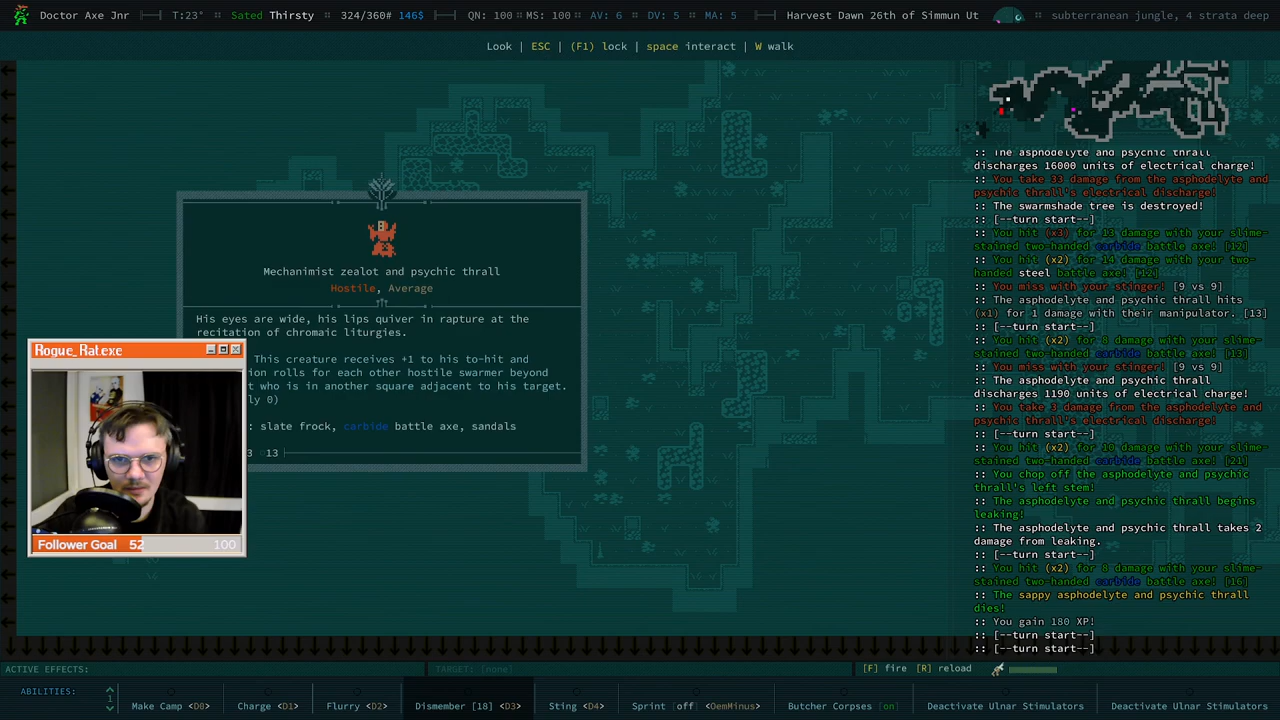 Doctor Axe Jnr T:23° :: Sated Thirsty :: 324/360# 146$ QN: 100 :: MS: 100 :: AV: 6 :: DV: 5 :: MA: 5 Harvest Dawn 26th of Simmun Ut :: subterranean jungle, 4 strata deep
Look | ESC | (F1) lock | space interact | W walk
Mechanimist zealot and psychic thrall
Hostile, Average
His eyes are wide, his lips quiver in rapture at the
recitation of chromatic liturgies.
This creature receives +1 to his to-hit and
ion rolls for each other hostile swarmer beyond
t who is in another square adjacent to his target.
ly 0)
: slate frock, carbide battle axe, sandals
3 ◇13
Rogue_Rat.exe
Follower Goal 52 100
:: The asphodelyte and psychic thrall
discharges 16000 units of electrical charge!
:: You take 33 damage from the asphodelyte and
psychic thrall's electrical discharge!
:: The swarmshade tree is destroyed!
:: [--turn start--]
:: You hit (x3) for 13 damage with your slime-
stained two-handed carbide battle axe! [12]
:: You hit (x2) for 14 damage with your two-
handed steel battle axe! [12]
:: You miss with your stinger! [9 vs 9]
:: The asphodelyte and psychic thrall hits
(x1) for 1 damage with their manipulator. [13]
:: [--turn start--]
:: You hit (x2) for 8 damage with your slime-
stained two-handed carbide battle axe! [13]
:: You miss with your stinger! [9 vs 9]
:: The asphodelyte and psychic thrall
discharges 1190 units of electrical charge!
:: You take 3 damage from the asphodelyte and
psychic thrall's electrical discharge!
:: [--turn start--]
:: You hit (x2) for 10 damage with your slime-
stained two-handed carbide battle axe! [21]
:: You chop off the asphodelyte and psychic
thrall's left stem!
:: The asphodelyte and psychic thrall begins
leaking!
:: The asphodelyte and psychic thrall takes 2
damage from leaking.
:: [--turn start--]
:: You hit (x2) for 8 damage with your slime-
stained two-handed carbide battle axe! [16]
:: The sappy asphodelyte and psychic thrall
dies!
:: You gain 180 XP!
:: [--turn start--]
:: [--turn start--]
ACTIVE EFFECTS: TARGET: [none] [F] fire [R] reload
ABILITIES: 1 Make Camp <D0> Charge <D1> Flurry <D2> Dismember [18] <D3> Sting <D4> Sprint [off] <OemMinus> Butcher Corpses [on] Deactivate Ulnar Stimulators Deactivate Ulnar Stimulators